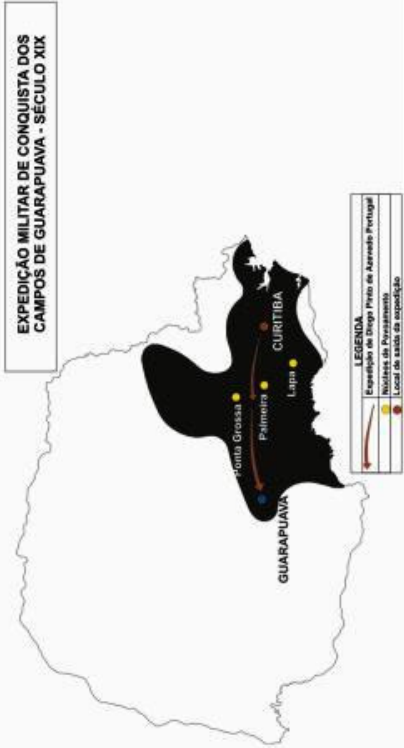 EXPEDIÇÃO MILITAR DE CONQUISTA DOS
CAMPOS DE GUARAPUAVA - SÉCULO XIX
Ponta Grossa
CURITIBA
Palmeira
Lapa
GUARAPUAVA
LEGENDA
Expedição de Diogo Pinto de Azevedo Portugal
Núcleos de Povoamento
Local de saída da expedição